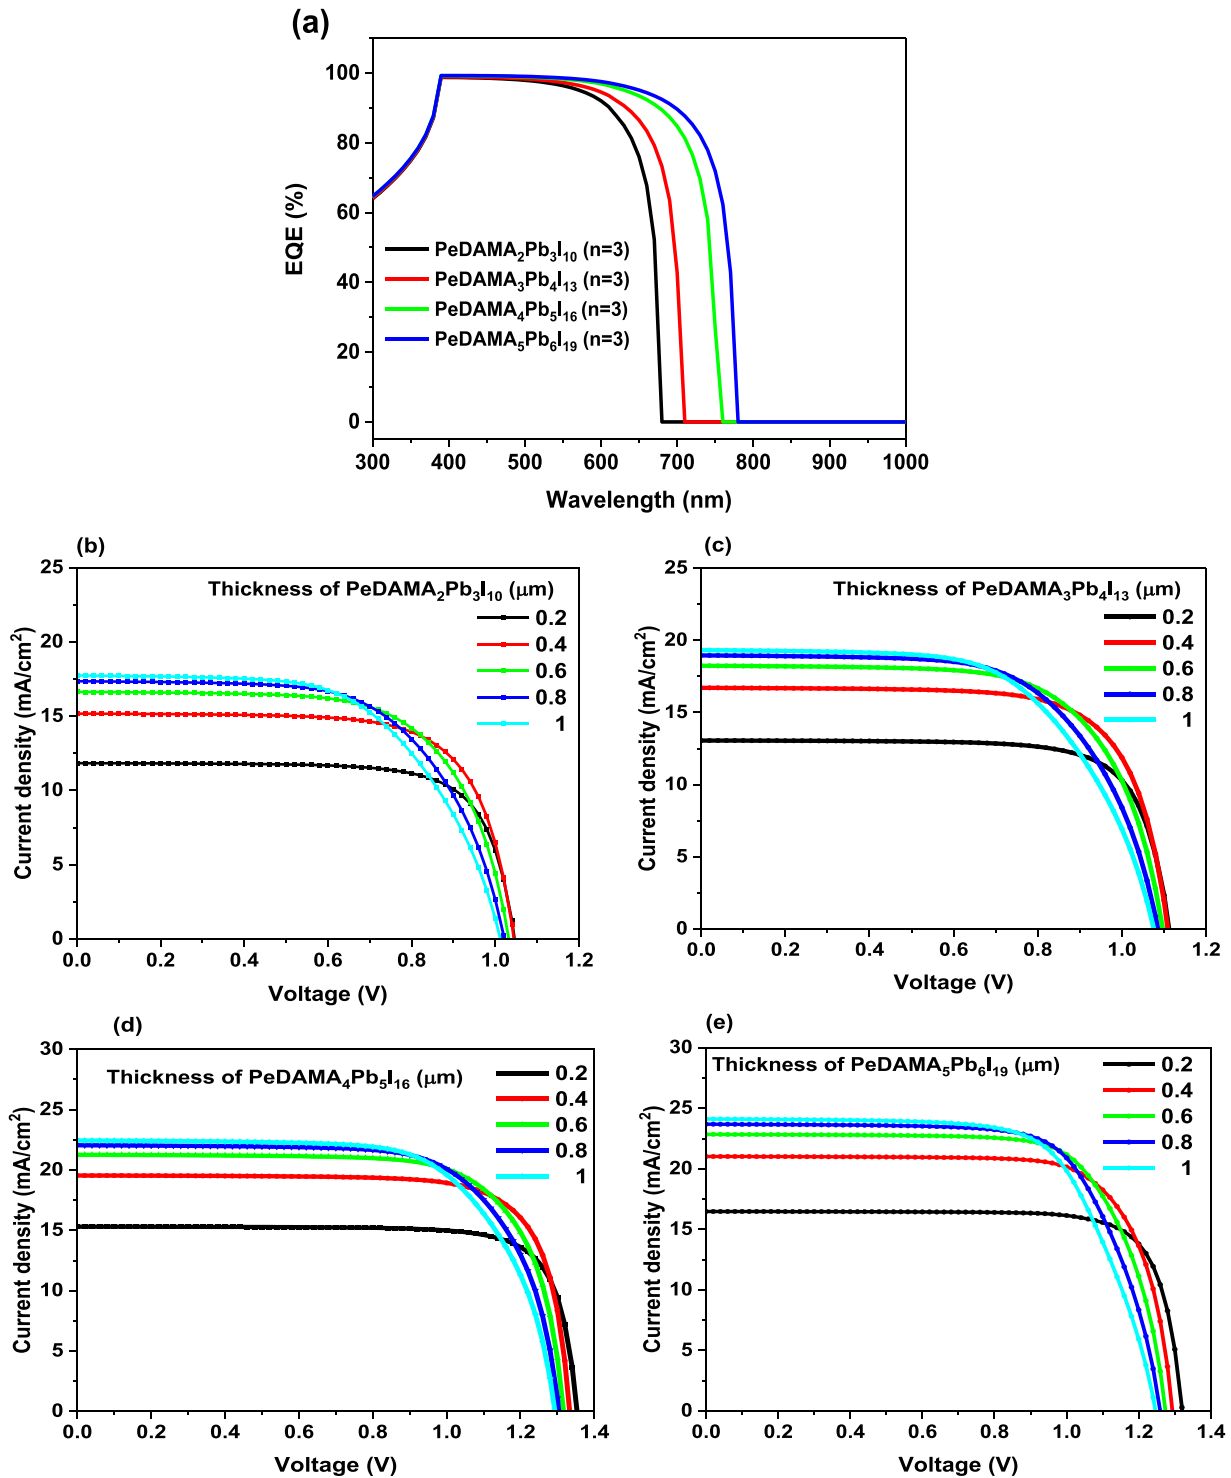 (a)
100
80
60
40
20
0
EQE (%)
PeDAMA₂Pb₃I₁₀ (n=3)
PeDAMA₃Pb₄I₁₃ (n=3)
PeDAMA₄Pb₅I₁₆ (n=3)
PeDAMA₅Pb₆I₁₉ (n=3)
300 400 500 600 700 800 900 1000
Wavelength (nm)
(b)
25
20
15
10
5
0
Current density (mA/cm²)
Thickness of PeDAMA₂Pb₃I₁₀ (μm)
0.2
0.4
0.6
0.8
1
0.0 0.2 0.4 0.6 0.8 1.0 1.2
Voltage (V)
(c)
25
20
15
10
5
0
Current density (mA/cm²)
Thickness of PeDAMA₃Pb₄I₁₃ (μm)
0.2
0.4
0.6
0.8
1
0.0 0.2 0.4 0.6 0.8 1.0 1.2
Voltage (V)
(d)
30
25
20
15
10
5
0
Current density (mA/cm²)
Thickness of PeDAMA₄Pb₅I₁₆ (μm)
0.2
0.4
0.6
0.8
1
0.0 0.2 0.4 0.6 0.8 1.0 1.2 1.4
Voltage (V)
(e)
30
25
20
15
10
5
0
Current density (mA/cm²)
Thickness of PeDAMA₅Pb₆I₁₉ (μm)
0.2
0.4
0.6
0.8
1
0.0 0.2 0.4 0.6 0.8 1.0 1.2 1.4
Voltage (V)